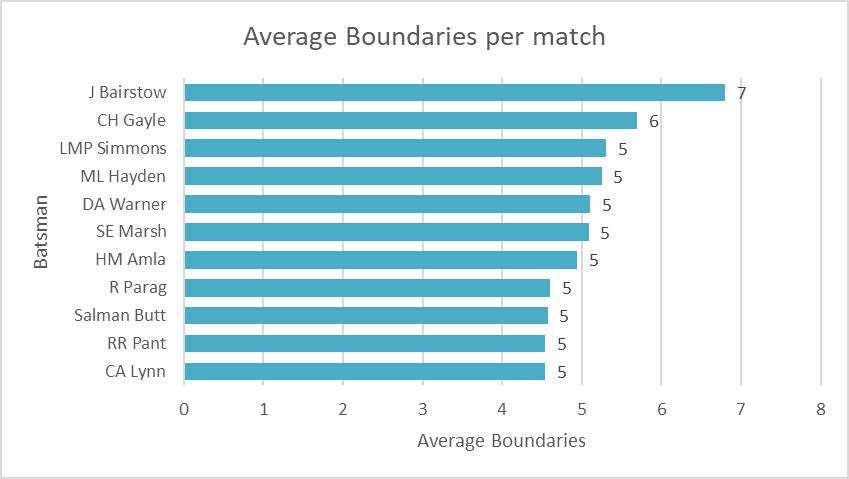 Average Boundaries per match
Batsman
J Bairstow 7
CH Gayle 6
LMP Simmons 5
ML Hayden 5
DA Warner 5
SE Marsh 5
HM Amla 5
R Parag 5
Salman Butt 5
RR Pant 5
CA Lynn 5
0 1 2 3 4 5 6 7 8
Average Boundaries